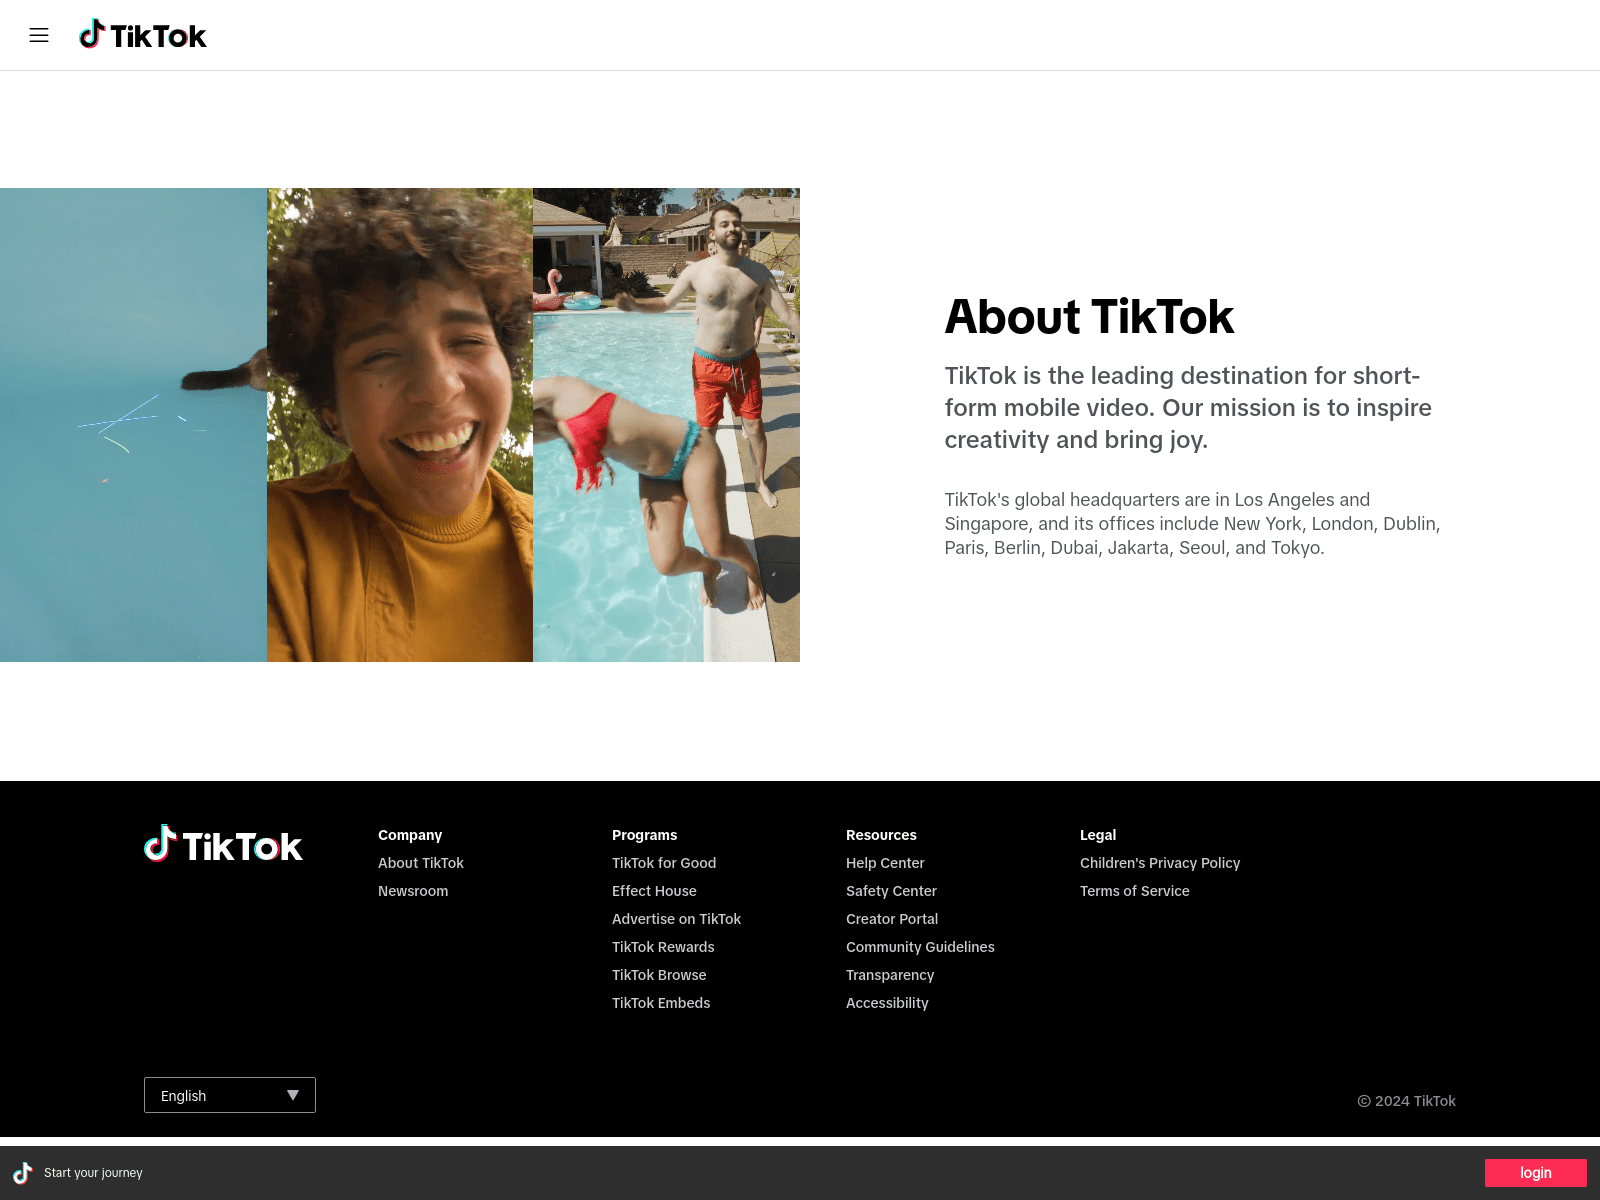 TikTok
About TikTok
TikTok is the leading destination for short-
form mobile video. Our mission is to inspire
creativity and bring joy.
TikTok's global headquarters are in Los Angeles and
Singapore, and its offices include New York, London, Dublin,
Paris, Berlin, Dubai, Jakarta, Seoul, and Tokyo.
TikTok
Company
About TikTok
Newsroom
Programs
TikTok for Good
Effect House
Advertise on TikTok
TikTok Rewards
TikTok Browse
TikTok Embeds
Resources
Help Center
Safety Center
Creator Portal
Community Guidelines
Transparency
Accessibility
Legal
Children's Privacy Policy
Terms of Service
English
© 2024 TikTok
Start your journey
login